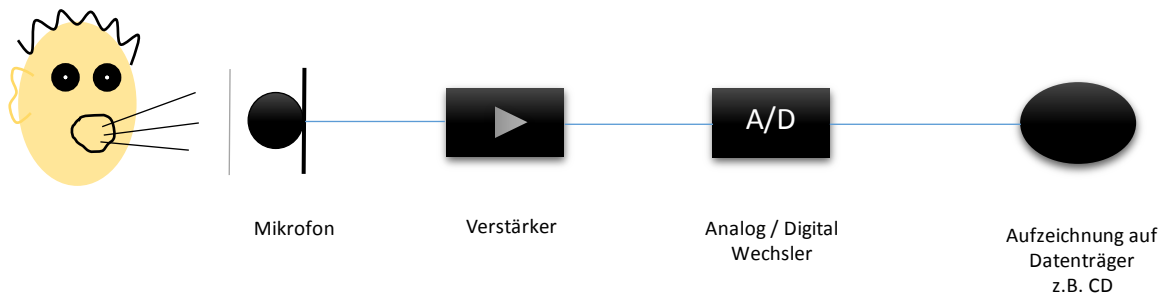 A/D
Mikrofon
Verstärker
Analog / Digital
Wechsler
Aufzeichnung auf
Datenträger
z.B. CD